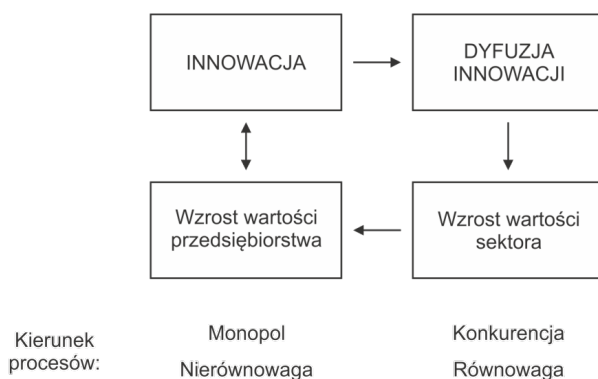 INNOWACJA
DYFUZJA
INNOWACJI
Wzrost wartości
przedsiębiorstwa
Wzrost wartości
sektora
Kierunek
procesów:
Monopol
Nierównowaga
Konkurencja
Równowaga